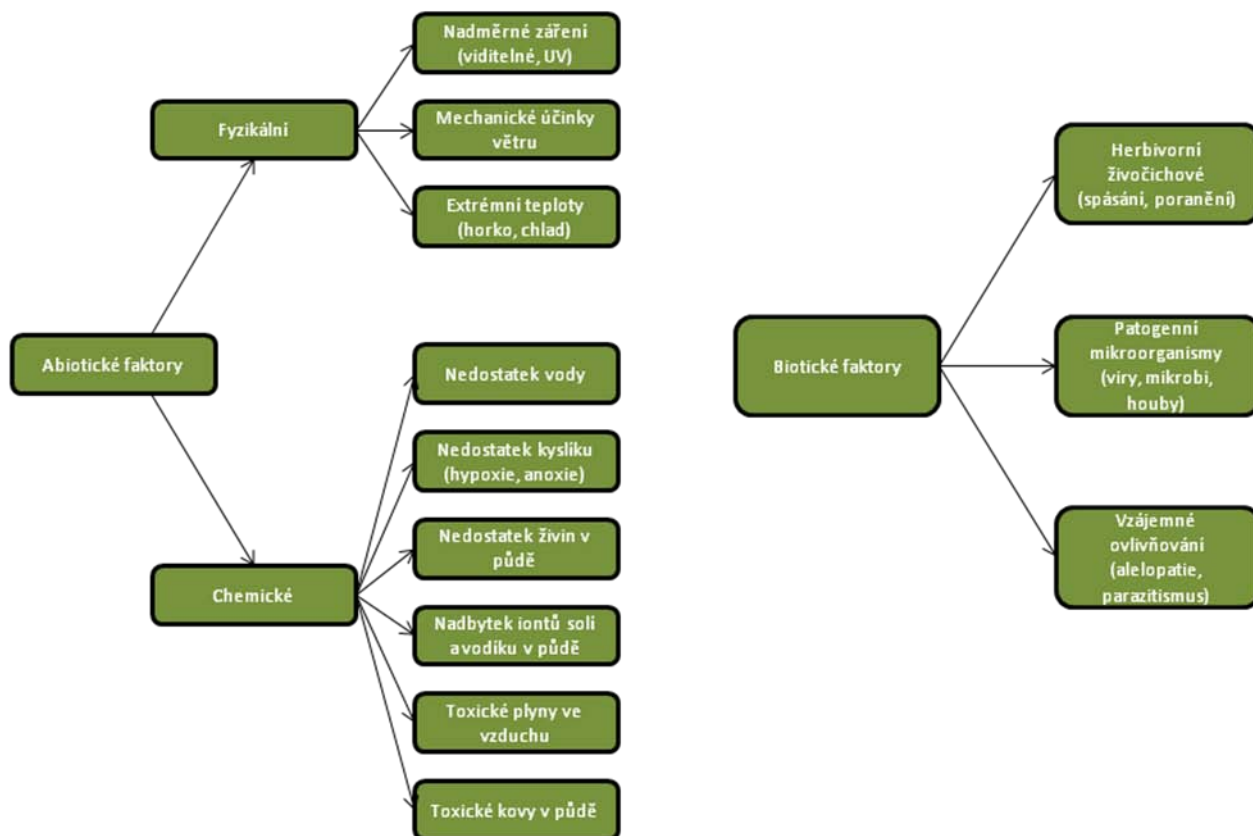 Abiotické faktory
Fyzikální
Nadměrné záření
(viditelné, UV)
Mechanické účinky
větru
Extrémní teploty
(horko, chlad)
Chemické
Nedostatek vody
Nedostatek kyslíku
(hypoxie, anoxie)
Nedostatek živin v
půdě
Nadbytek iontů soli
a vodíku v půdě
Toxické plyny ve
vzduchu
Toxické kovy v půdě
Biotické faktory
Herbivorní
živočichové
(spásání, poranění)
Patogenní
mikroorganismy
(viry, mikrobi,
houby)
Vzájemné
ovlivňování
(alelopatie,
parazitismus)